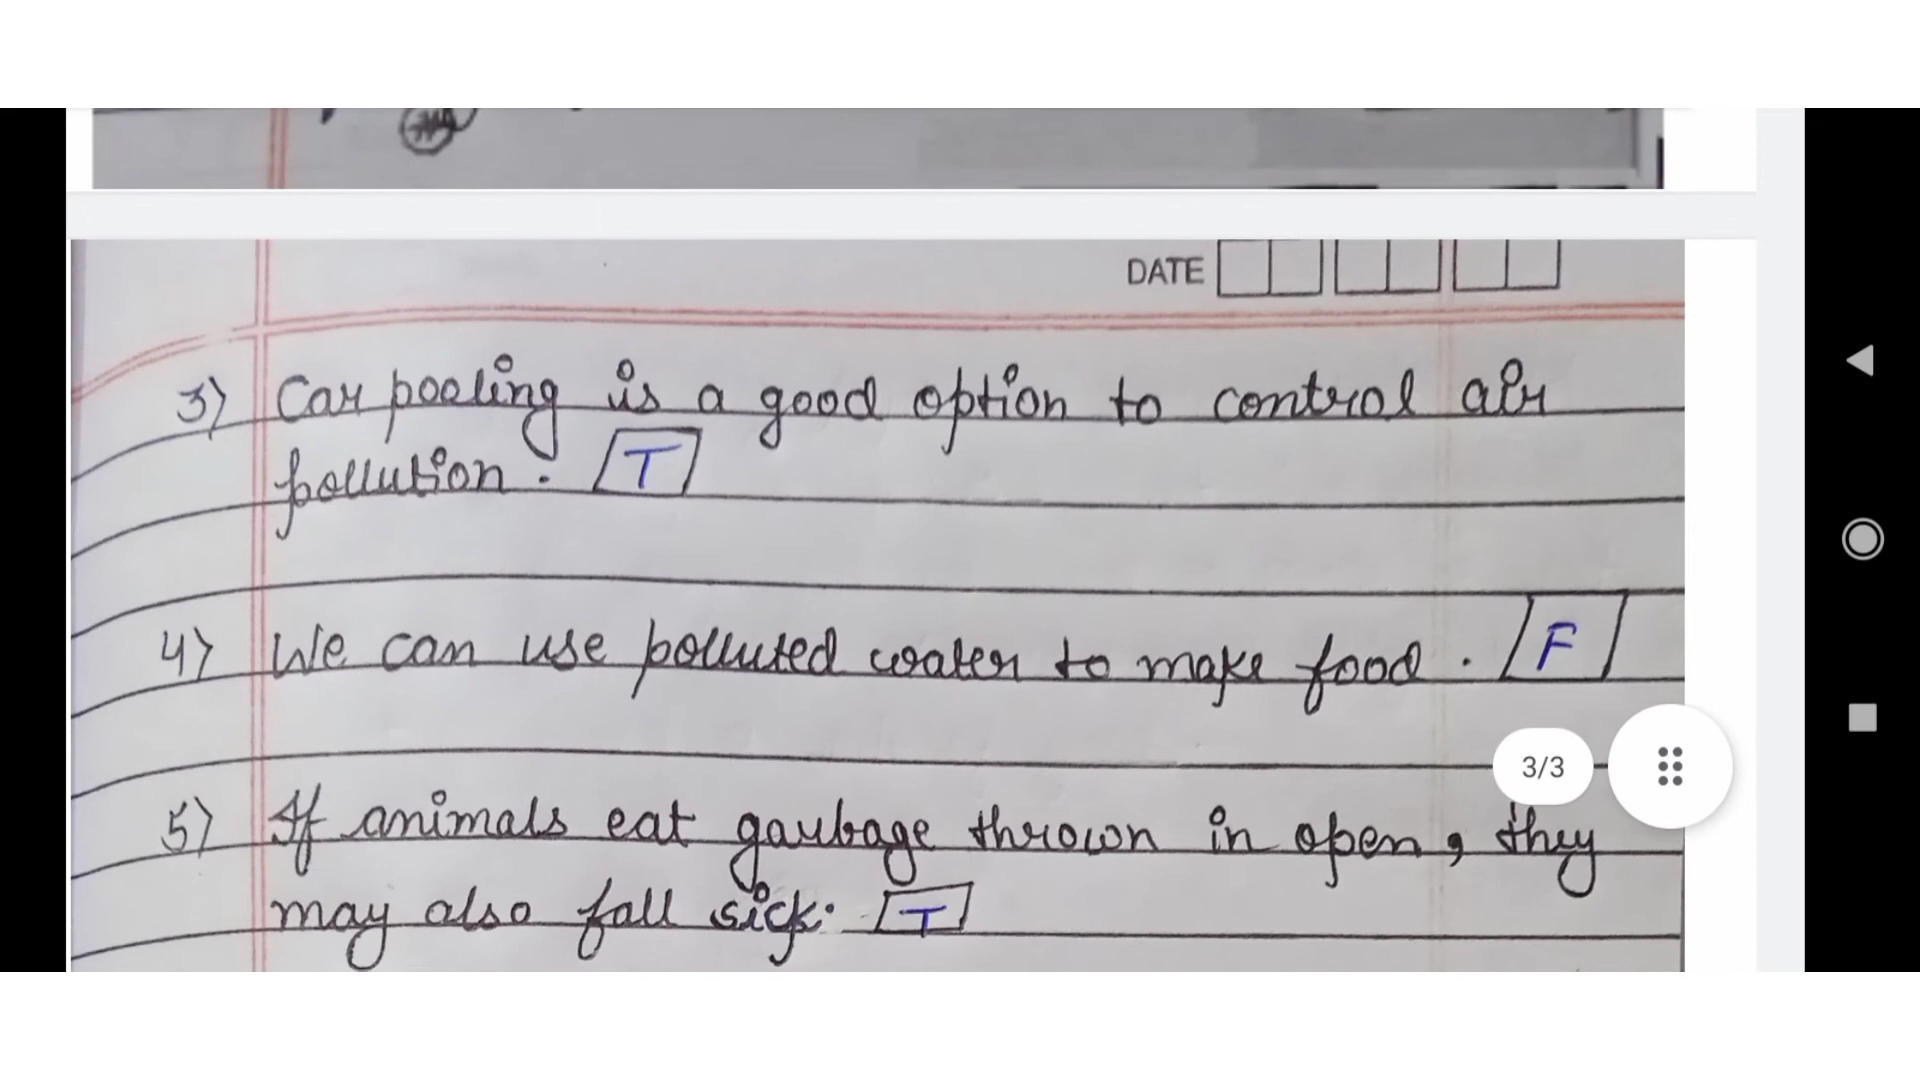 DATE
3) Car pooling is a good option to control air
pollution. T
4) We can use polluted water to make food. F
3/3
5) If animals eat garbage thrown in open, they
may also fall sick. T